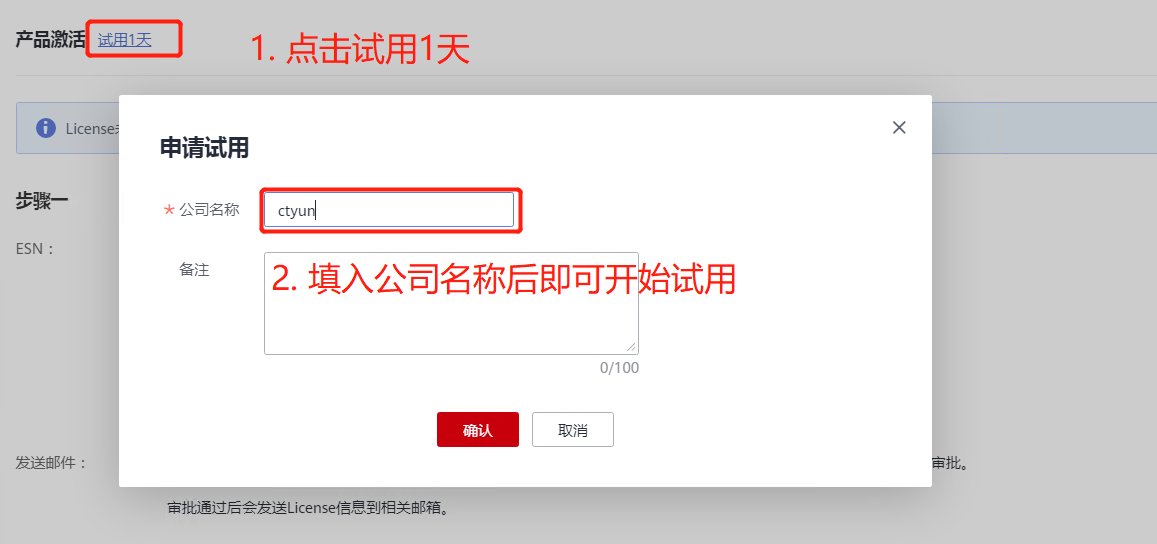 产品激活 试用1天
1. 点击试用1天
License
申请试用
步骤一
* 公司名称 ctyun
ESN：
备注
2. 填入公司名称后即可开始试用
0/100
确认 取消
发送邮件： 审批。
审批通过后会发送License信息到相关邮箱。